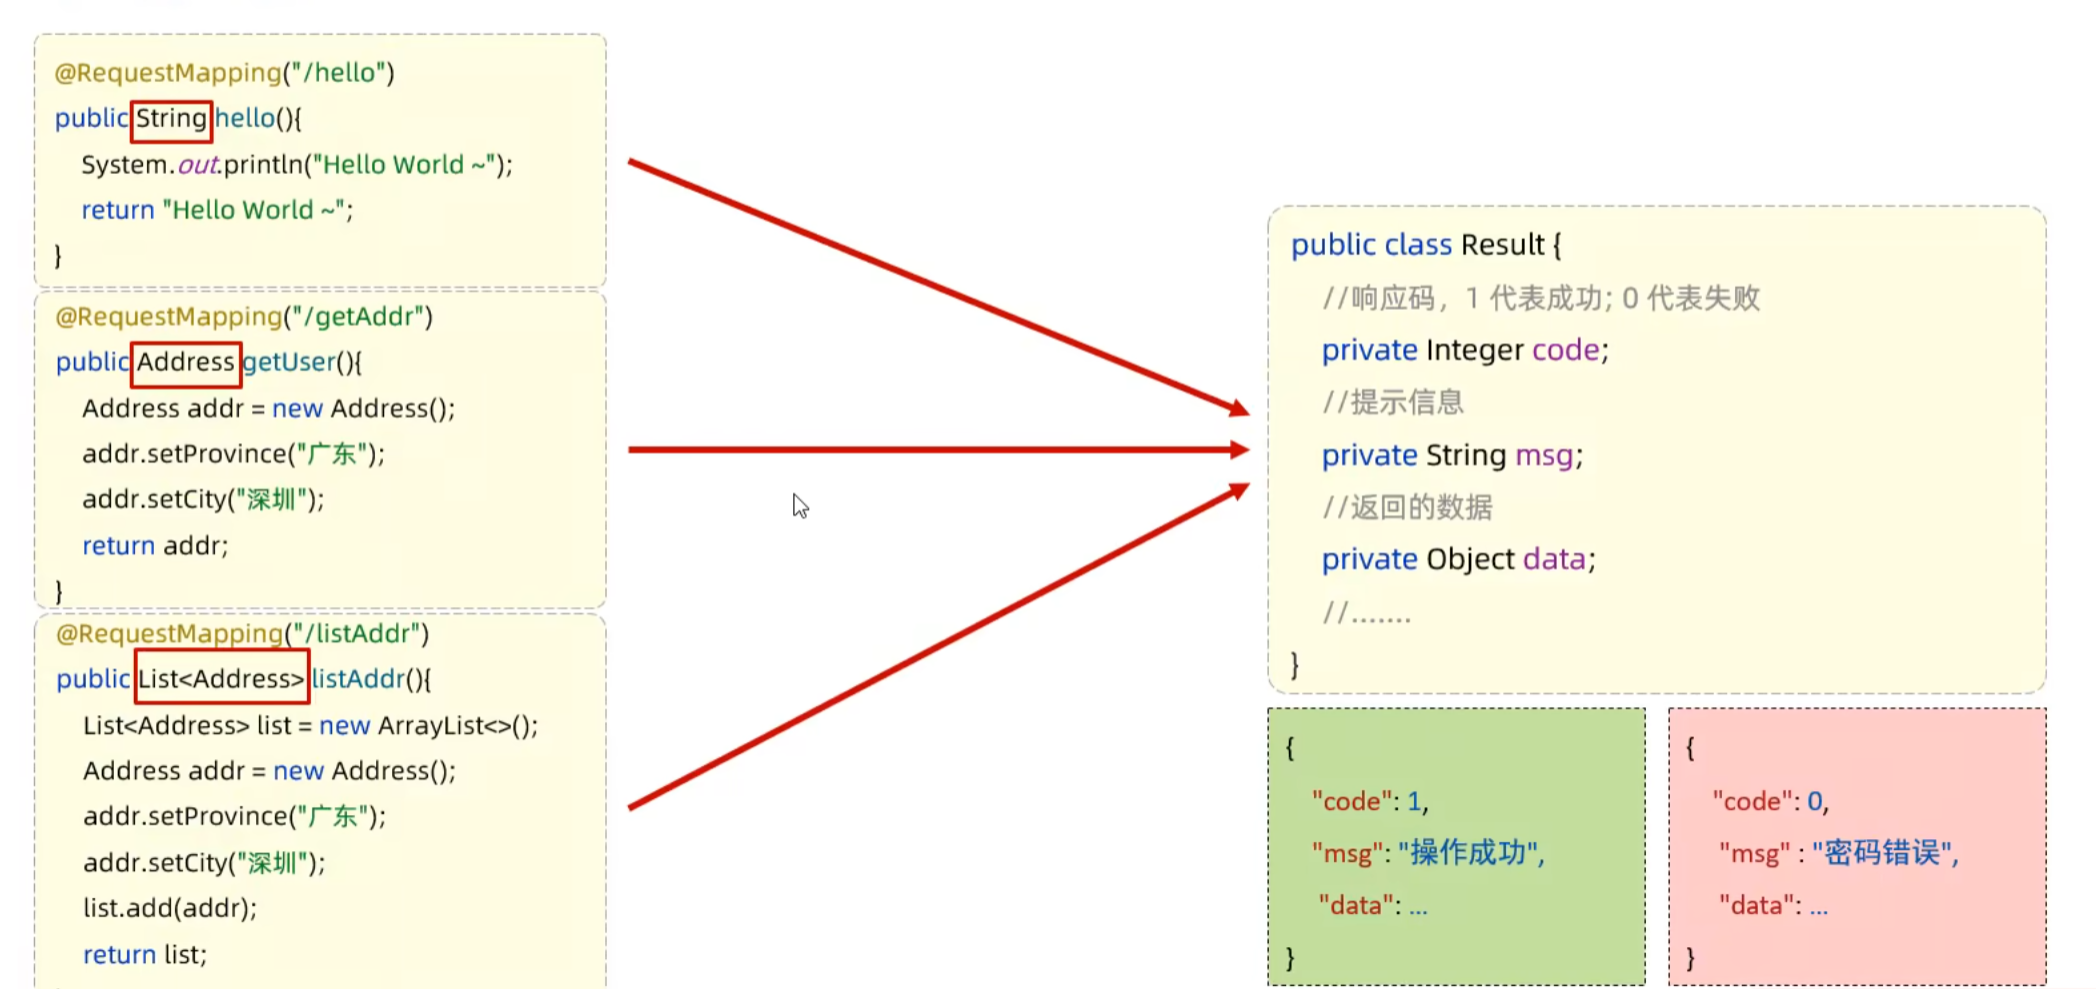 @RequestMapping("/hello")
public String hello(){
System.out.println("Hello World ~");
return "Hello World ~";
}
@RequestMapping("/getAddr")
public Address getUser(){
Address addr = new Address();
addr.setProvince("广东");
addr.setCity("深圳");
return addr;
}
@RequestMapping("/listAddr")
public List<Address> listAddr(){
List<Address> list = new ArrayList<>();
Address addr = new Address();
addr.setProvince("广东");
addr.setCity("深圳");
list.add(addr);
return list;
public class Result {
//响应码，1 代表成功; 0 代表失败
private Integer code;
//提示信息
private String msg;
//返回的数据
private Object data;
//.......
}
{
"code": 1,
"msg": "操作成功",
"data": ...
}
{
"code": 0,
"msg" : "密码错误",
"data": ...
}